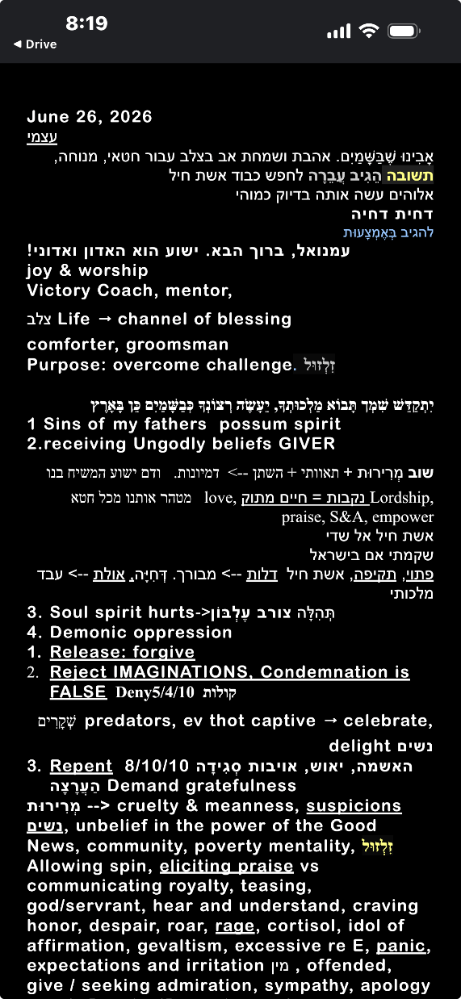 8:19
◀ Drive
June 26, 2026
עצמי
אָבִינוּ שֶׁבַּשָּׁמַיִם. אהבת ושמחת אב בצלב עבור חטאי, מנוחה,
תשובה הֵגִיב עֲבֵרָה לחפש כבוד אשת חיל
אלוהים עשה אותה בדיוק כמוהי
דחית דחיה
להגיב בְּאֶמְצָעוּת
עמנואל, ברוך הבא. ישוע הוא האדון ואדוני!
joy & worship
Victory Coach, mentor,
צלב Life → channel of blessing
comforter, groomsman
Purpose: overcome challenge. זִלְזוּל
יִתְקַדֵּשׁ שִׁמְךָ תָּבוֹא מַלְכוּתְךָ, יֵעָשֶׂה רְצוֹנְךָ כְּבַשָּׁמַיִם כֵּן בָּאָרֶץ
1 Sins of my fathers possum spirit
2.receiving Ungodly beliefs GIVER
שוב מְרִירוּת + תאוותי + השתן --> דמיונות. ודם ישוע המשיח בנו
מטהר אותנו מכל חטא love, נקבות = חיים מתוק Lordship,
praise, S&A, empower
אשת חיל אל שדי
שקמתי אם בישראל
פתוי, תקיפה, אשת חיל דלות --> מבורך. דְּחִיָּה, אולת --> עבד
מלכותי
3. Soul spirit hurts->תְּהִלָּה צורב עֶלְבּוֹן
4. Demonic oppression
1. Release: forgive
2. Reject IMAGINATIONS, Condemnation is
FALSE Deny5/4/10 קולות
שְׁקָרִים predators, ev thot captive → celebrate,
delight נשים
3. Repent 8/10/10 האשמה, יאוש, אויבות סְגִידָה
הַעֲרָצָה Demand gratefulness
מְרִירוּת --> cruelty & meanness, suspicions
נשים, unbelief in the power of the Good
News, community, poverty mentality, זִלְזוּל
Allowing spin, eliciting praise vs
communicating royalty, teasing,
god/servrant, hear and understand, craving
honor, despair, roar, rage, cortisol, idol of
affirmation, gevaltism, excessive re E, panic,
expectations and irritation מין , offended,
give / seeking admiration, sympathy, apology